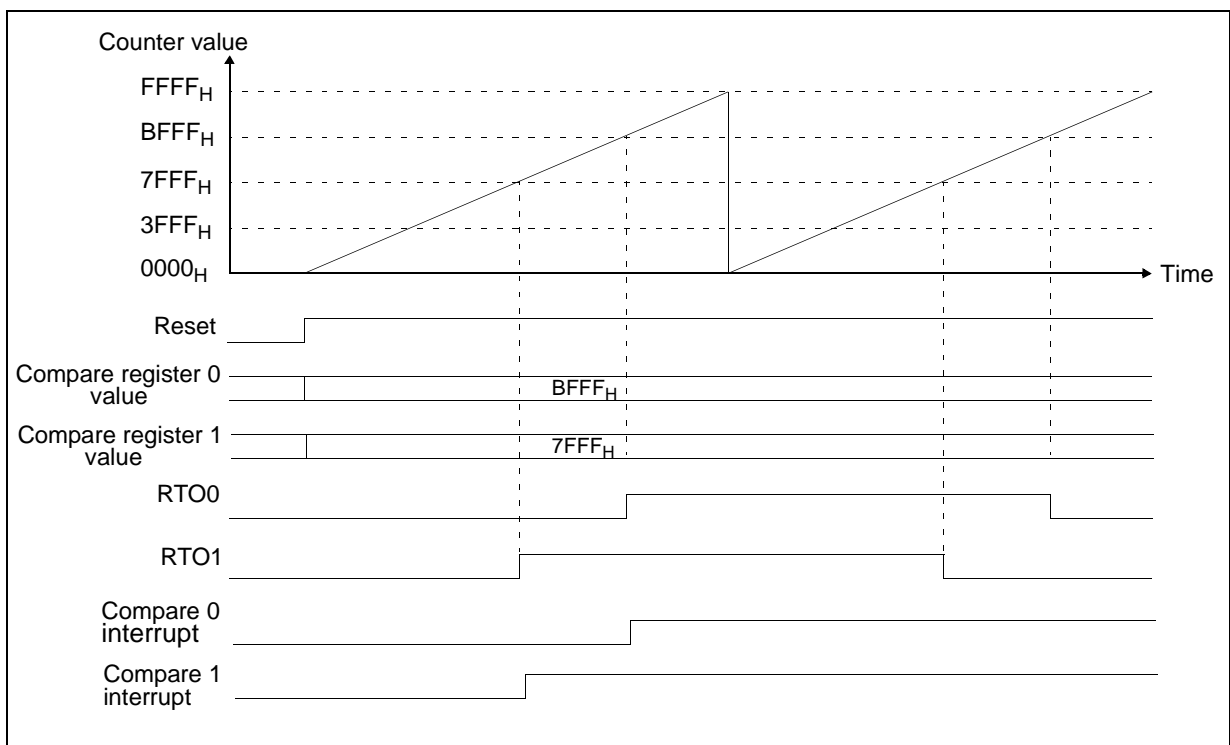 Counter value
FFFFH
BFFFH
7FFFH
3FFFH
0000H
Time
Reset
Compare register 0
value
BFFFH
Compare register 1
value
7FFFH
RTO0
RTO1
Compare 0
interrupt
Compare 1
interrupt